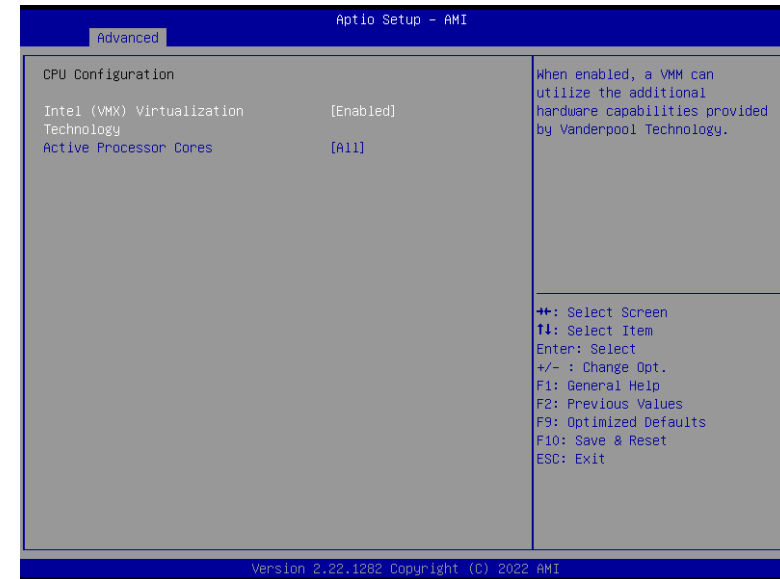 Aptio Setup – AMI
Advanced
CPU Configuration
Intel (VMX) Virtualization Technology [Enabled]
Active Processor Cores [All]
When enabled, a VMM can
utilize the additional
hardware capabilities provided
by Vanderpool Technology.
→←: Select Screen
↑↓: Select Item
Enter: Select
+/- : Change Opt.
F1: General Help
F2: Previous Values
F9: Optimized Defaults
F10: Save & Reset
ESC: Exit
Version 2.22.1282 Copyright (C) 2022 AMI